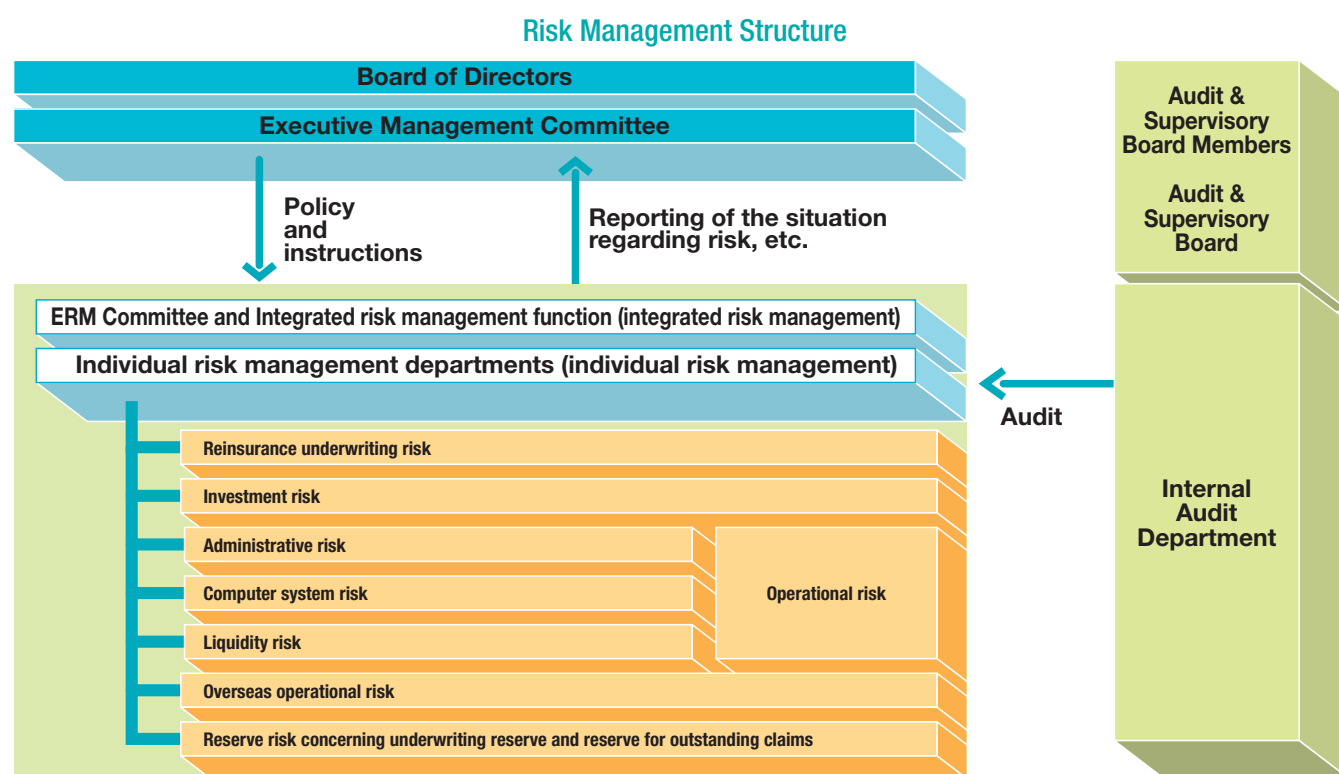 Risk Management Structure
Board of Directors
Executive Management Committee
Policy
and
instructions
Reporting of the situation
regarding risk, etc.
ERM Committee and Integrated risk management function (integrated risk management)
Individual risk management departments (individual risk management)
Reinsurance underwriting risk
Investment risk
Administrative risk
Computer system risk
Liquidity risk
Operational risk
Overseas operational risk
Reserve risk concerning underwriting reserve and reserve for outstanding claims
Audit
Audit &
Supervisory
Board Members
Audit &
Supervisory
Board
Internal
Audit
Department